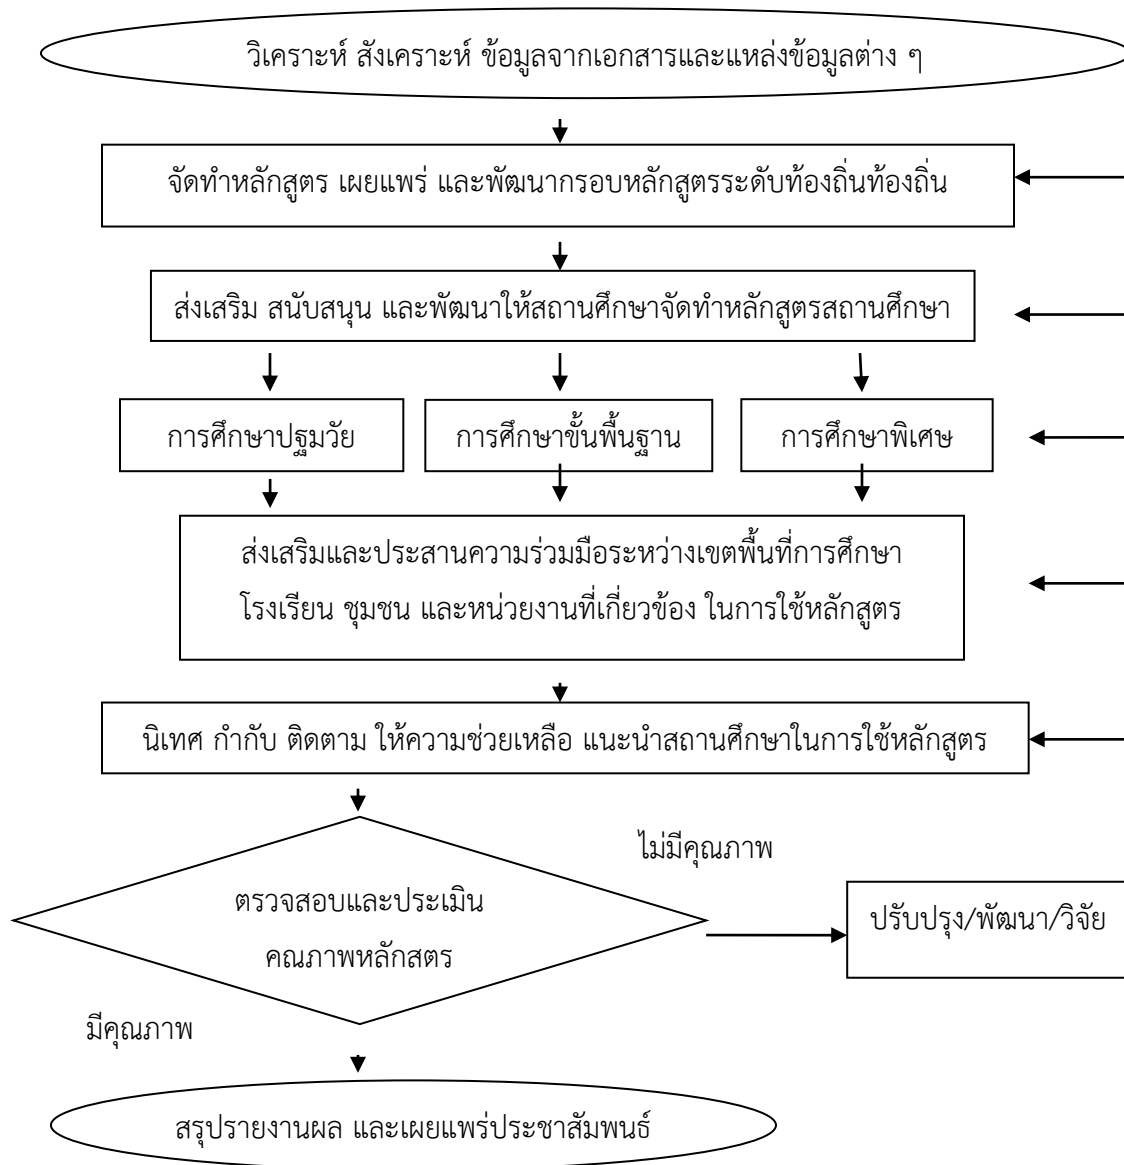 วิเคราะห์ สังเคราะห์ ข้อมูลจากเอกสารและแหล่งข้อมูลต่าง ๆ
จัดทำหลักสูตร เผยแพร่ และพัฒนากรอบหลักสูตรระดับท้องถิ่นท้องถิ่น
ส่งเสริม สนับสนุน และพัฒนาให้สถานศึกษาจัดทำหลักสูตรสถานศึกษา
การศึกษาปฐมวัย
การศึกษาขั้นพื้นฐาน
การศึกษาพิเศษ
ส่งเสริมและประสานความร่วมมือระหว่างเขตพื้นที่การศึกษา
โรงเรียน ชุมชน และหน่วยงานที่เกี่ยวข้อง ในการใช้หลักสูตร
นิเทศ กำกับ ติดตาม ให้ความช่วยเหลือ แนะนำสถานศึกษาในการใช้หลักสูตร
ไม่มีคุณภาพ
ตรวจสอบและประเมิน
คณภาพหลักสตร
ปรับปรุง/พัฒนา/วิจัย
มีคุณภาพ
สรุปรายงานผล และเผยแพร่ประชาสัมพนธ์